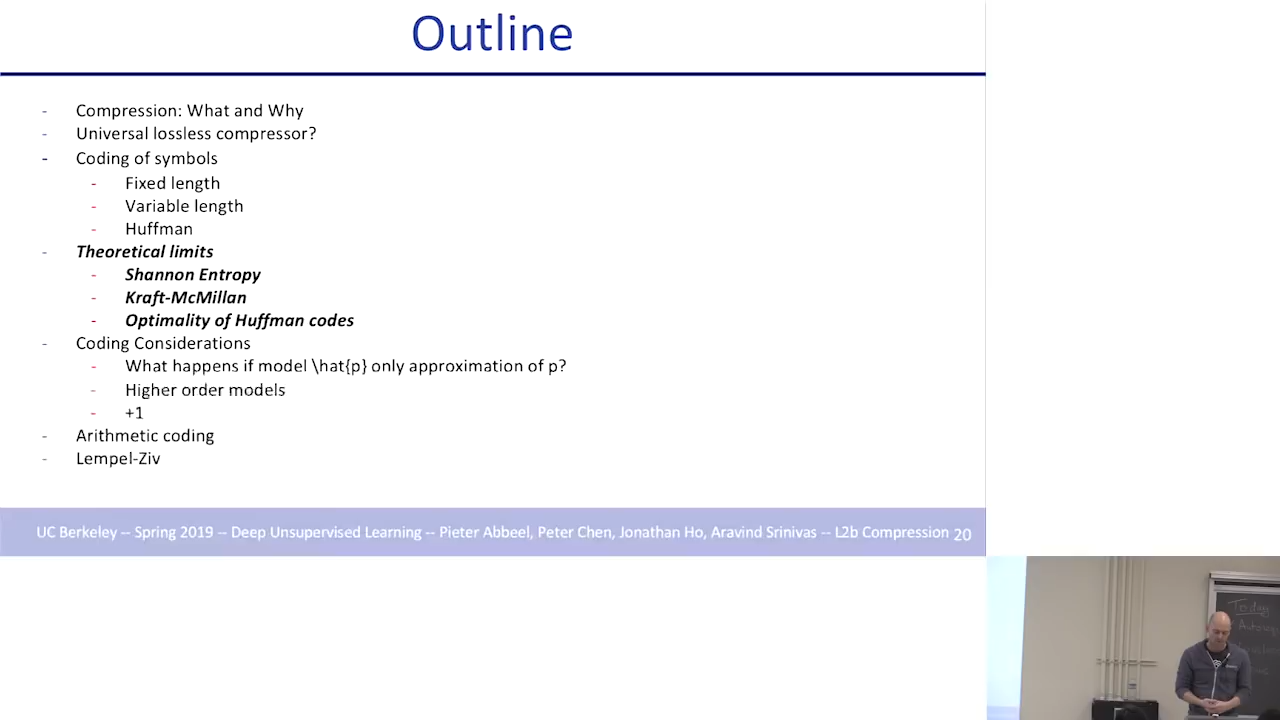 Outline
- Compression: What and Why
- Universal lossless compressor?
- Coding of symbols
- Fixed length
- Variable length
- Huffman
- Theoretical limits
- Shannon Entropy
- Kraft-McMillan
- Optimality of Huffman codes
- Coding Considerations
- What happens if model \hat{p} only approximation of p?
- Higher order models
- +1
- Arithmetic coding
- Lempel-Ziv
UC Berkeley -- Spring 2019 -- Deep Unsupervised Learning -- Pieter Abbeel, Peter Chen, Jonathan Ho, Aravind Srinivas -- L2b Compression 20
Today